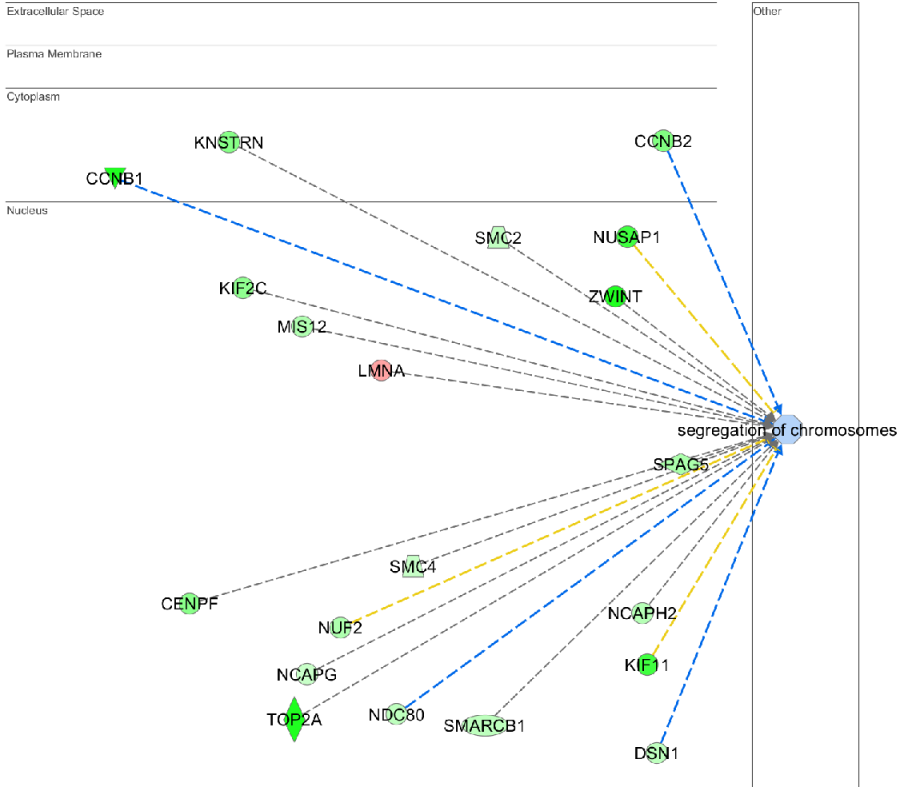 Extracellular Space
Other
Plasma Membrane
Cytoplasm
KNSTRN
CCNB2
CCNB1
Nucleus
SMC2
NUSAP1
KIF2C
ZWINT
MIS12
LMNA
segregation of chromosomes
SPAG5
SMC4
CENPF
NCAPH2
NUF2
KIF11
NCAPG
TOP2A
NDC80
SMARCB1
DSN1